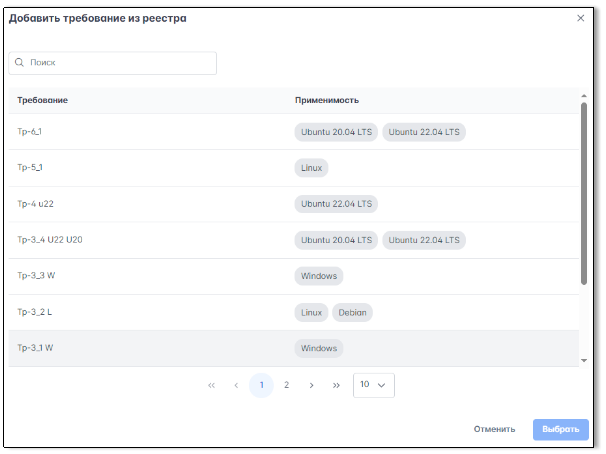 Добавить требование из реестра
Поиск
Требование Применимость
Тр-6_1 Ubuntu 20.04 LTS Ubuntu 22.04 LTS
Тр-5_1 Linux
Тр-4 u22 Ubuntu 22.04 LTS
Тр-3_4 U22 U20 Ubuntu 20.04 LTS Ubuntu 22.04 LTS
Тр-3_3 W Windows
Тр-3_2 L Linux Debian
Тр-3_1 W Windows
« ‹ 1 2 › » 10
Отменить Выбрать